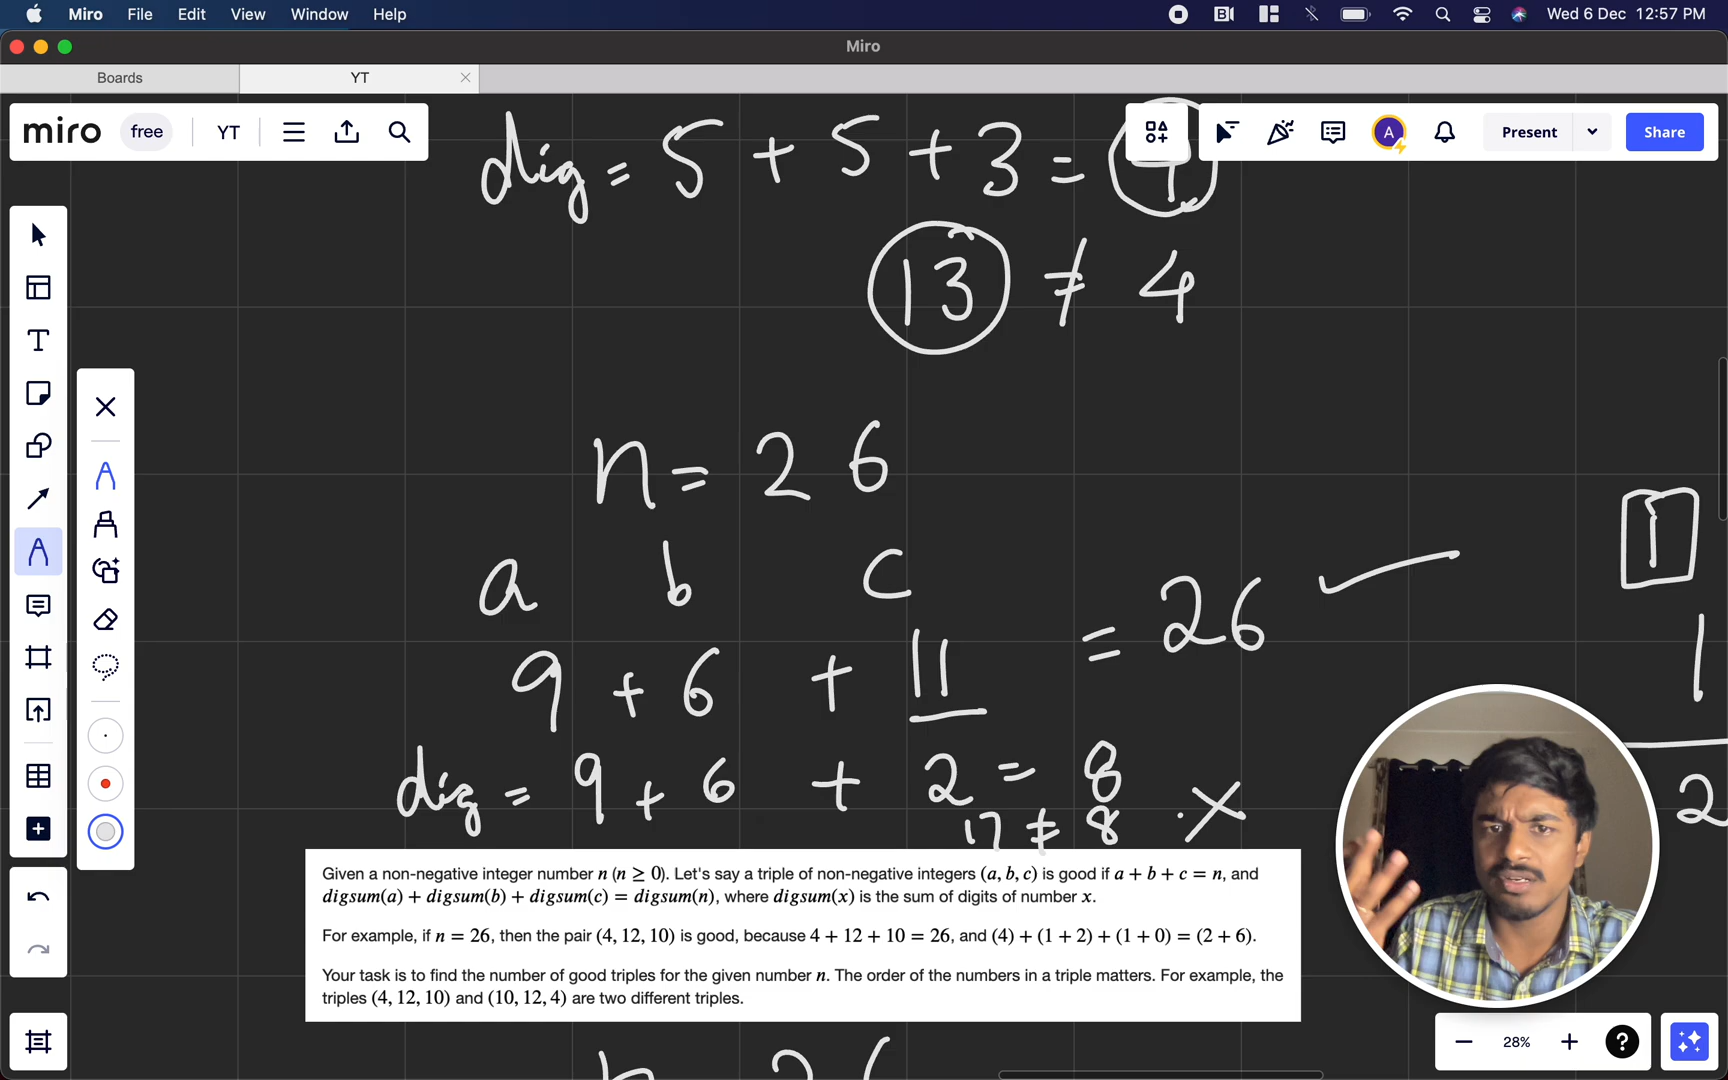 Miro File Edit View Window Help
Wed 6 Dec 12:57 PM
Miro
Boards YT
miro free YT
A Present Share
dig = 5 + 5 + 3 = 4
13 ≠ 4
n = 26
a b c
9 + 6 + 11 = 26 ✓
dig = 9 + 6 + 2 = 8 X
17 ≠ 8
1
1
2
Given a non-negative integer number n (n ≥ 0). Let's say a triple of non-negative integers (a, b, c) is good if a + b + c = n, and
digsum(a) + digsum(b) + digsum(c) = digsum(n), where digsum(x) is the sum of digits of number x.
For example, if n = 26, then the pair (4, 12, 10) is good, because 4 + 12 + 10 = 26, and (4) + (1 + 2) + (1 + 0) = (2 + 6).
Your task is to find the number of good triples for the given number n. The order of the numbers in a triple matters. For example, the
triples (4, 12, 10) and (10, 12, 4) are two different triples.
28%